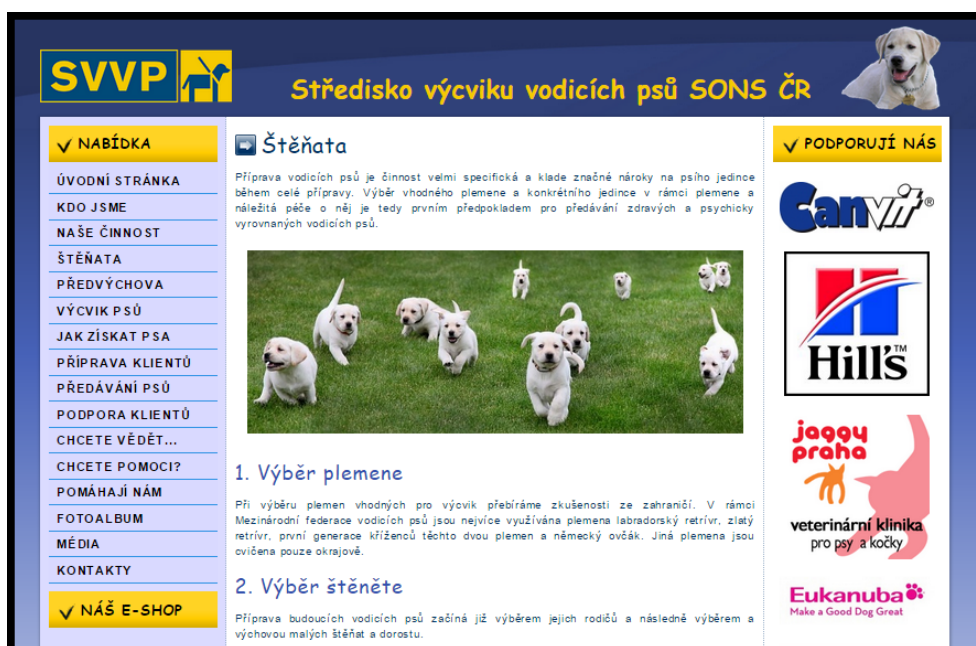 SVVP
Středisko výcviku vodicích psů SONS ČR
NABÍDKA
ÚVODNÍ STRÁNKA
KDO JSME
NAŠE ČINNOST
ŠTĚŇATA
PŘEDVÝCHOVA
VÝCVIK PSŮ
JAK ZÍSKAT PSA
PŘÍPRAVA KLIENTŮ
PŘEDÁVÁNÍ PSŮ
PODPORA KLIENTŮ
CHCETE VĚDĚT...
CHCETE POMOCI?
POMÁHAJÍ NÁM
FOTOALBUM
MÉDIA
KONTAKTY
NÁŠ E-SHOP
Štěňata
Příprava vodicích psů je činnost velmi specifická a klade značné nároky na psího jedince
během celé přípravy. Výběr vhodného plemene a konkrétního jedince v rámci plemene a
náležitá péče o něj je tedy prvním předpokladem pro předávání zdravých a psychicky
vyrovnaných vodicích psů.
1. Výběr plemene
Při výběru plemen vhodných pro výcvik přebíráme zkušenosti ze zahraničí. V rámci
Mezinárodní federace vodicích psů jsou nejvíce využívána plemena labradorský retrívr, zlatý
retrívr, první generace kříženců těchto dvou plemen a německý ovčák. Jiná plemena jsou
cvičena pouze okrajově.
2. Výběr štěněte
Příprava budoucích vodicích psů začíná již výběrem jejich rodičů a následně výběrem a
výchovou malých štěňat a dorostu.
PODPORUJÍ NÁS
Canvit®
Hill's™
jaggy
praha
veterinární klinika
pro psy a kočky
Eukanuba
Make a Good Dog Great